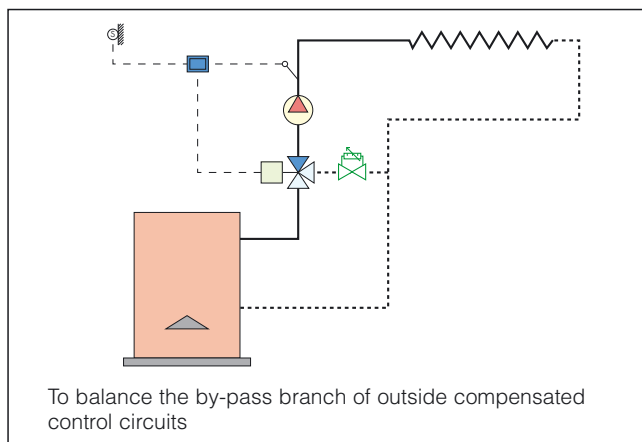 S
To balance the by-pass branch of outside compensated
control circuits